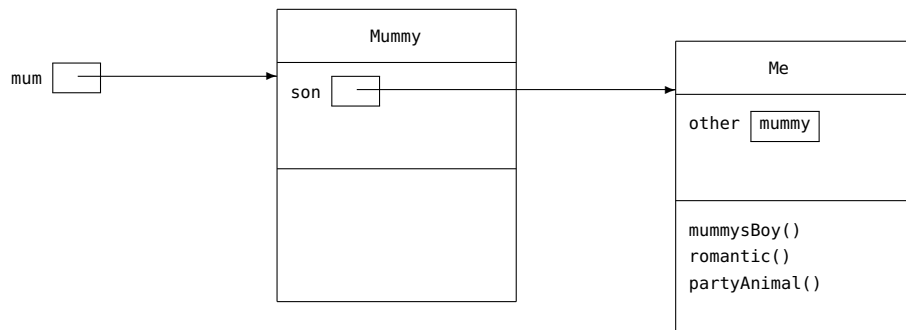 mum
Mummy
son
Me
other mummy
mummysBoy()
romantic()
partyAnimal()